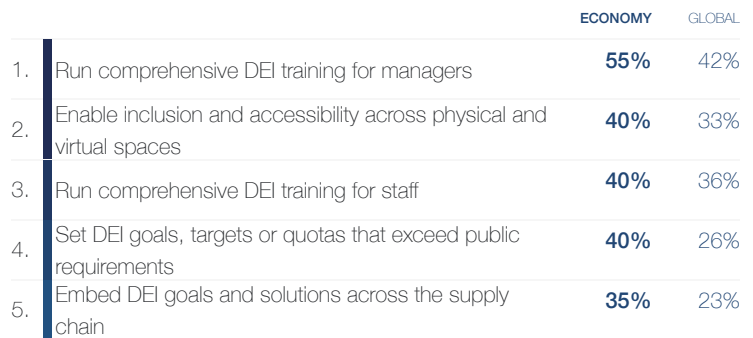 ECONOMY GLOBAL
1. Run comprehensive DEI training for managers 55% 42%
2. Enable inclusion and accessibility across physical and
virtual spaces 40% 33%
3. Run comprehensive DEI training for staff 40% 36%
4. Set DEI goals, targets or quotas that exceed public
requirements 40% 26%
5. Embed DEI goals and solutions across the supply
chain 35% 23%